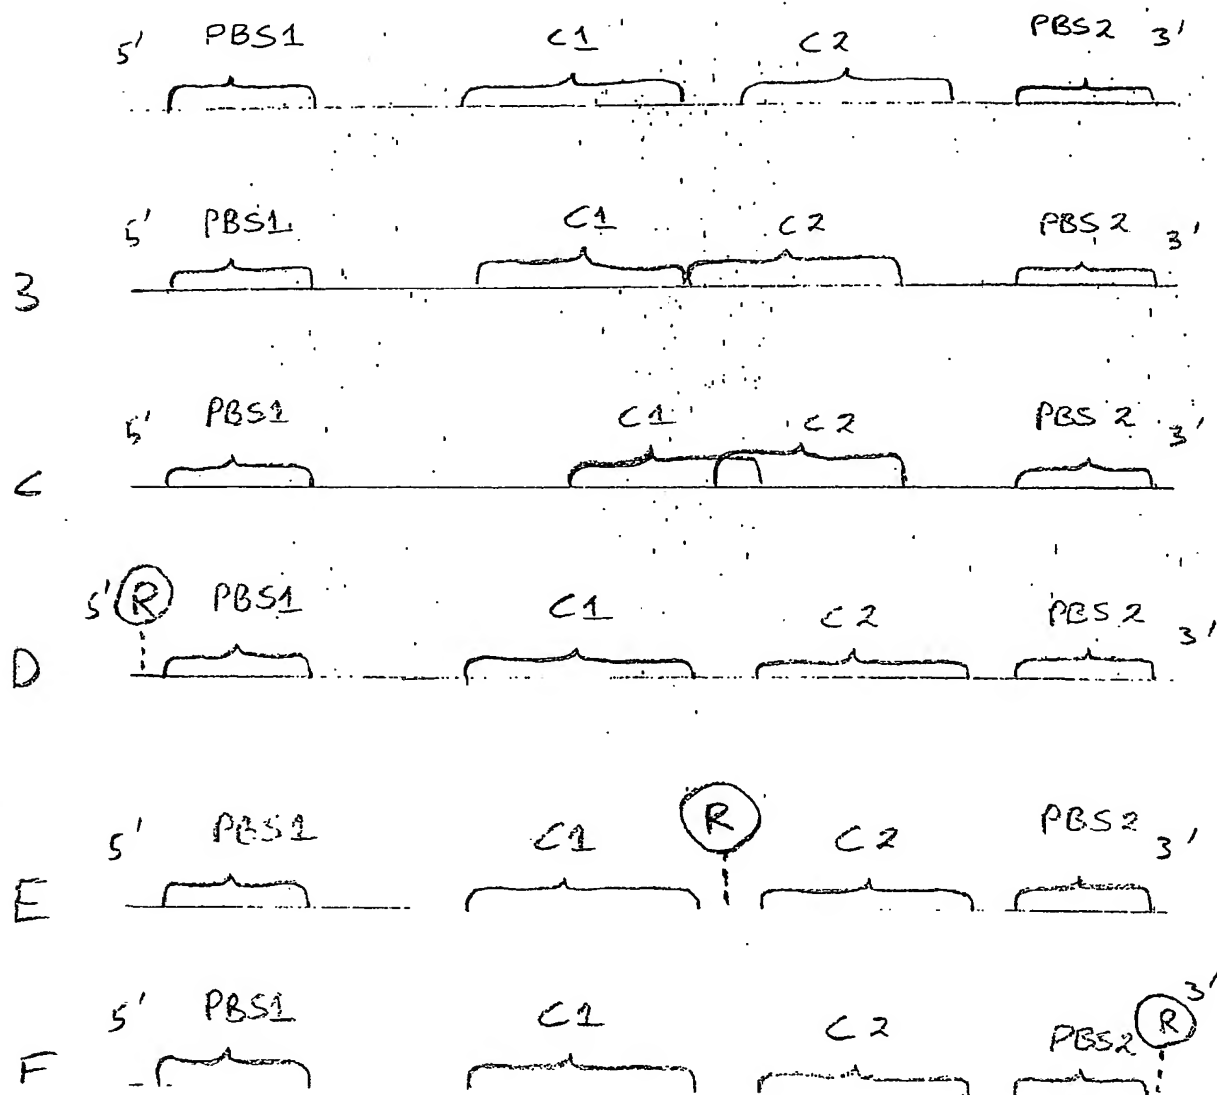 5' PBS1 C1 C2 PBS2 3'
5' PBS1 C1 C2 PBS2 3'
3
5' PBS1 C1 C2 PBS2 3'
C
5' R PBS1 C1 C2 PBS2 3'
D
R
5' PBS1 C1 C2 PBS2 3'
E
5' PBS1 C1 C2 PBS2 R 3'
F